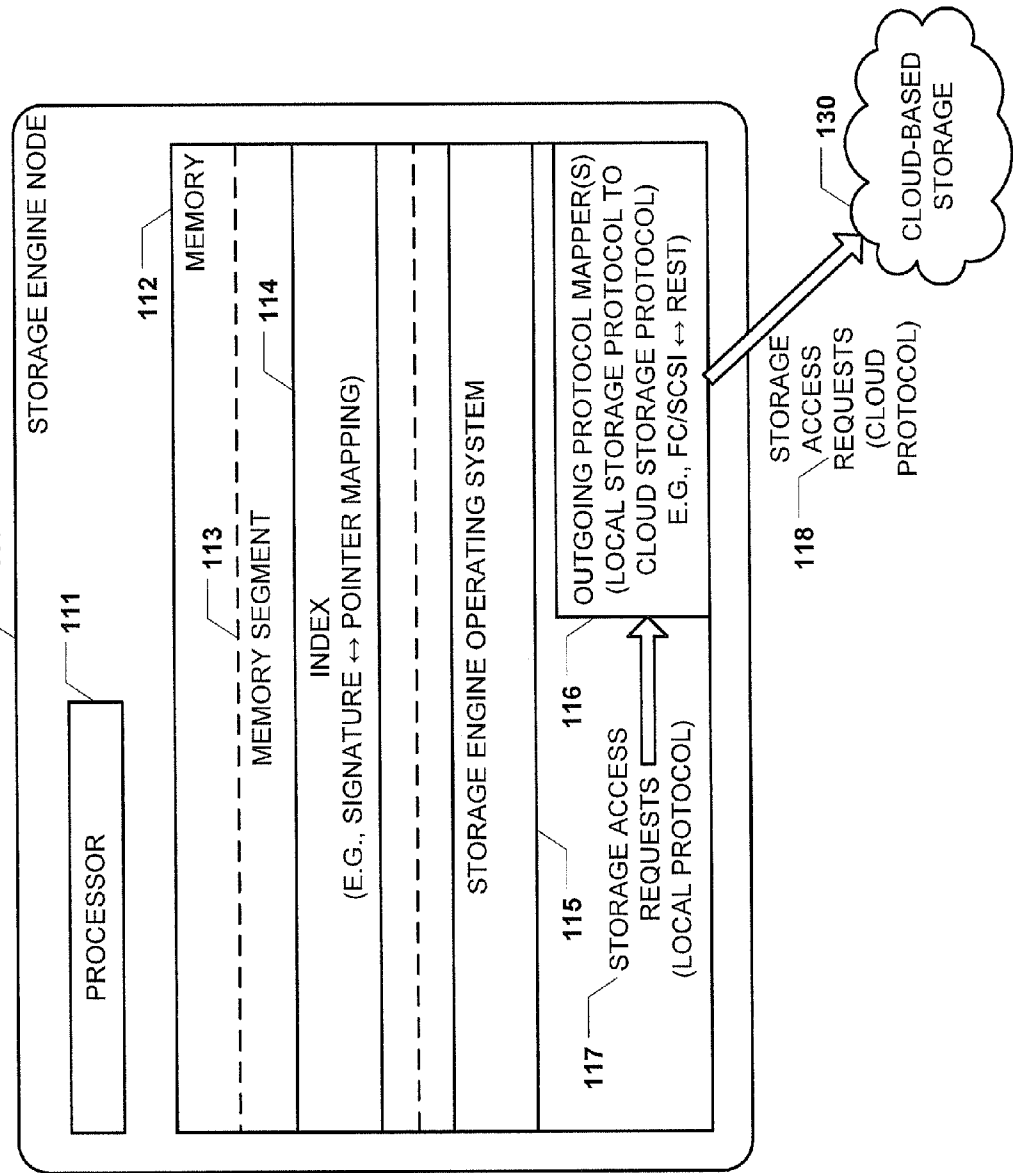 STORAGE ENGINE NODE
111
PROCESSOR
112
MEMORY
113
MEMORY SEGMENT
114
INDEX
(E.G., SIGNATURE ↔ POINTER MAPPING)
STORAGE ENGINE OPERATING SYSTEM
115
116
OUTGOING PROTOCOL MAPPER(S)
(LOCAL STORAGE PROTOCOL TO
CLOUD STORAGE PROTOCOL)
E.G., FC/SCSI ↔ REST)
117
STORAGE ACCESS
REQUESTS
(LOCAL PROTOCOL)
118
STORAGE
ACCESS
REQUESTS
(CLOUD
PROTOCOL)
130
CLOUD-BASED
STORAGE